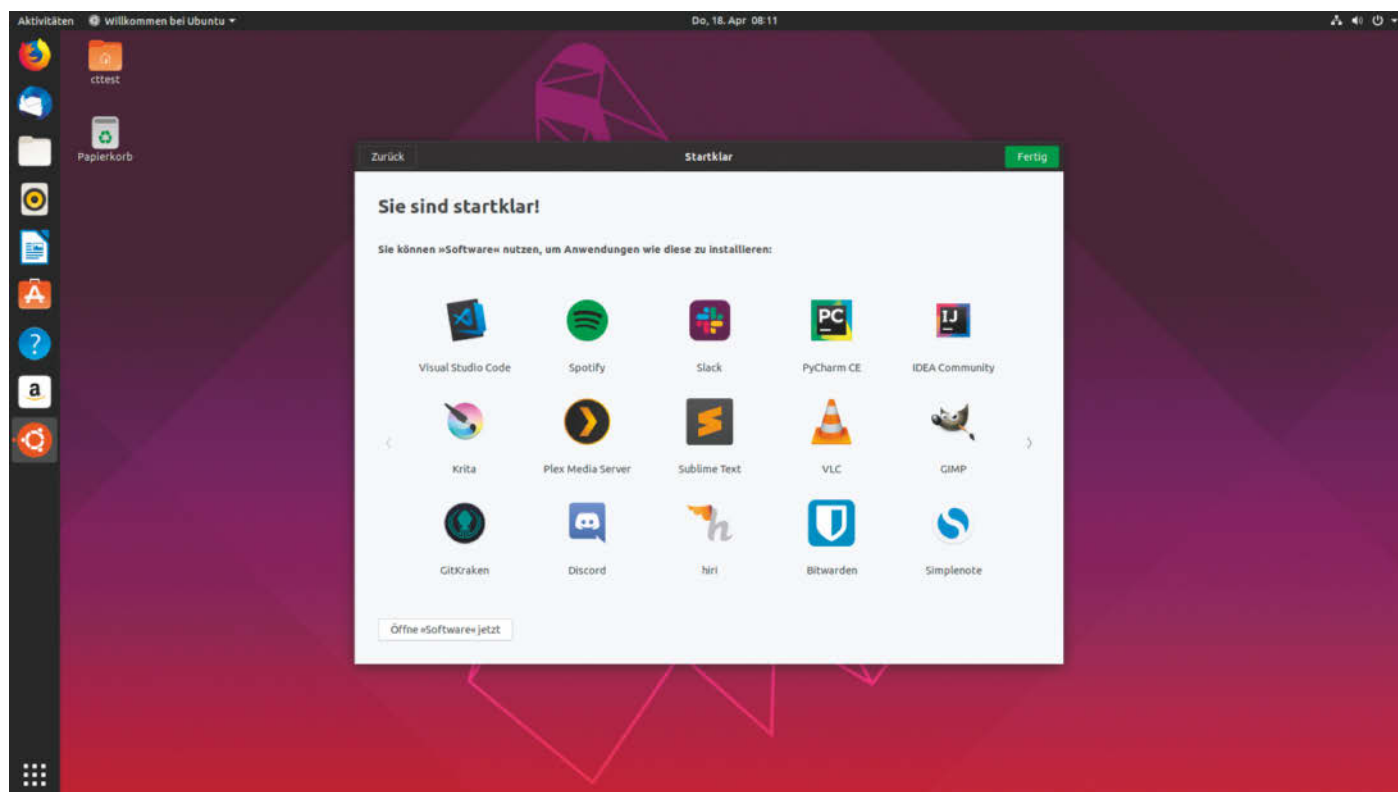 Aktivitäten Willkommen bei Ubuntu Do, 18. Apr 08:11
cttest
Papierkorb
Zurück Startklar Fertig
Sie sind startklar!
Sie können »Software« nutzen, um Anwendungen wie diese zu installieren:
PC IJ
Visual Studio Code Spotify Slack PyCharm CE IDEA Community
Krita Plex Media Server Sublime Text VLC GIMP
h
GitKraken Discord hiri Bitwarden Simplenote
Öffne »Software« jetzt
?
a